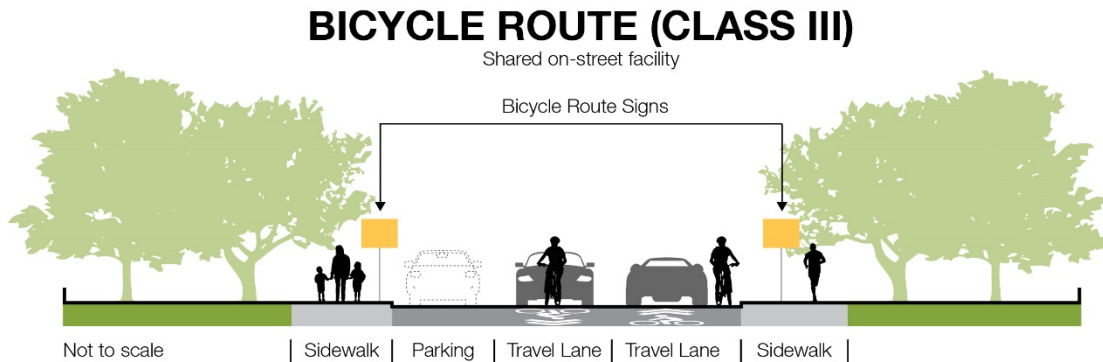 BICYCLE ROUTE (CLASS III)
Shared on-street facility
Bicycle Route Signs
Not to scale | Sidewalk | Parking | Travel Lane | Travel Lane | Sidewalk |